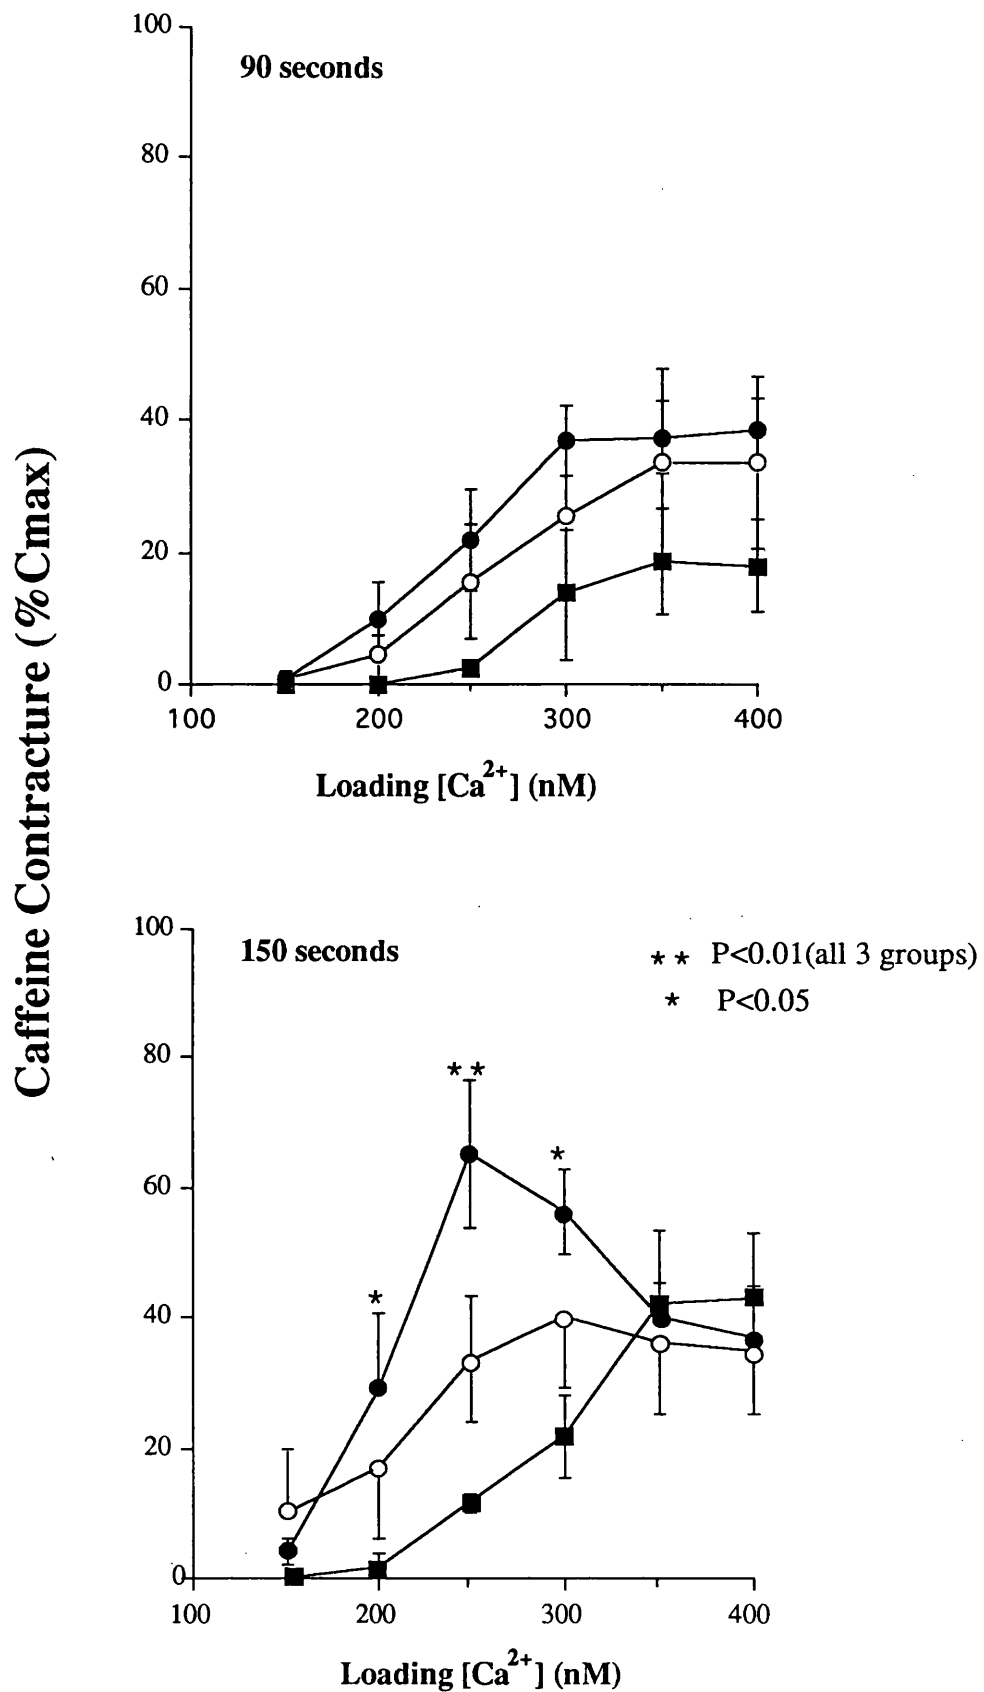 Caffeine Contracture (%Cmax)
90 seconds
100
80
60
40
20
0
100 200 300 400
Loading [Ca2+] (nM)
150 seconds
** P<0.01(all 3 groups)
* P<0.05
100
80
60
40
20
0
**
*
*
100 200 300 400
Loading [Ca2+] (nM)